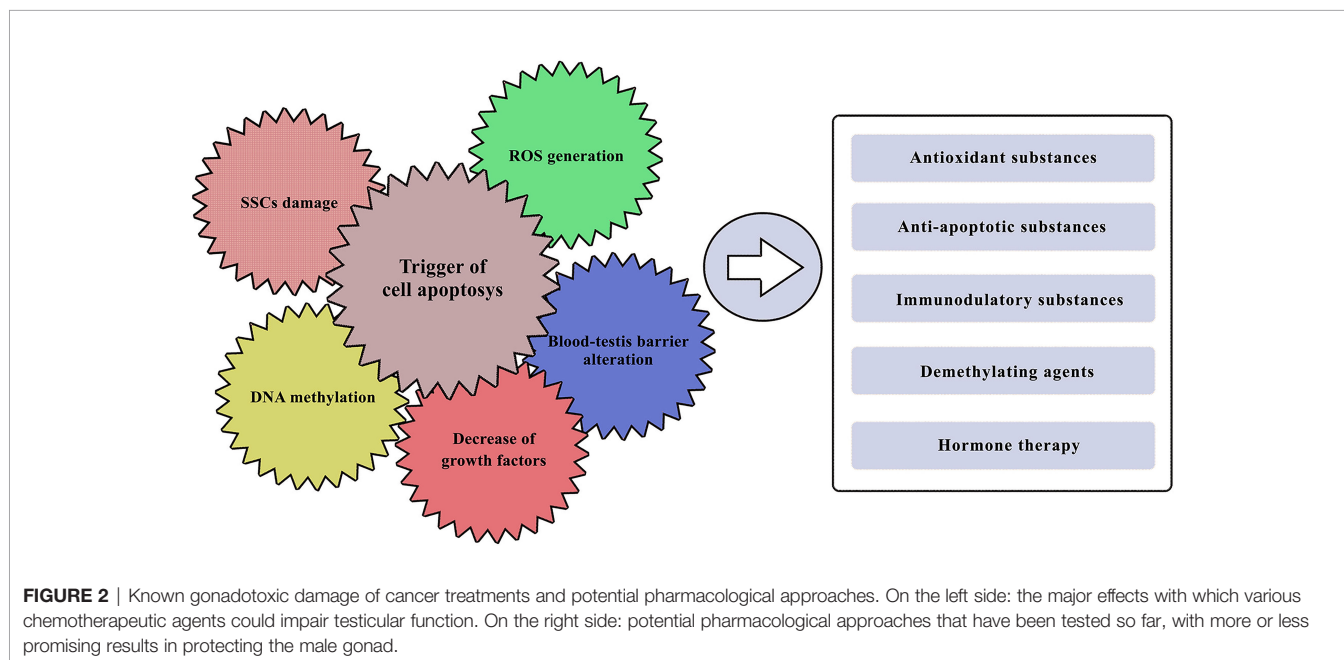 ROS generation
SSCs damage
Trigger of
cell apoptosys
Blood-testis barrier
alteration
DNA methylation
Decrease of
growth factors
Antioxidant substances
Anti-apoptotic substances
Immunodulatory substances
Demethylating agents
Hormone therapy
FIGURE 2 | Known gonadotoxic damage of cancer treatments and potential pharmacological approaches. On the left side: the major effects with which various
chemotherapeutic agents could impair testicular function. On the right side: potential pharmacological approaches that have been tested so far, with more or less
promising results in protecting the male gonad.